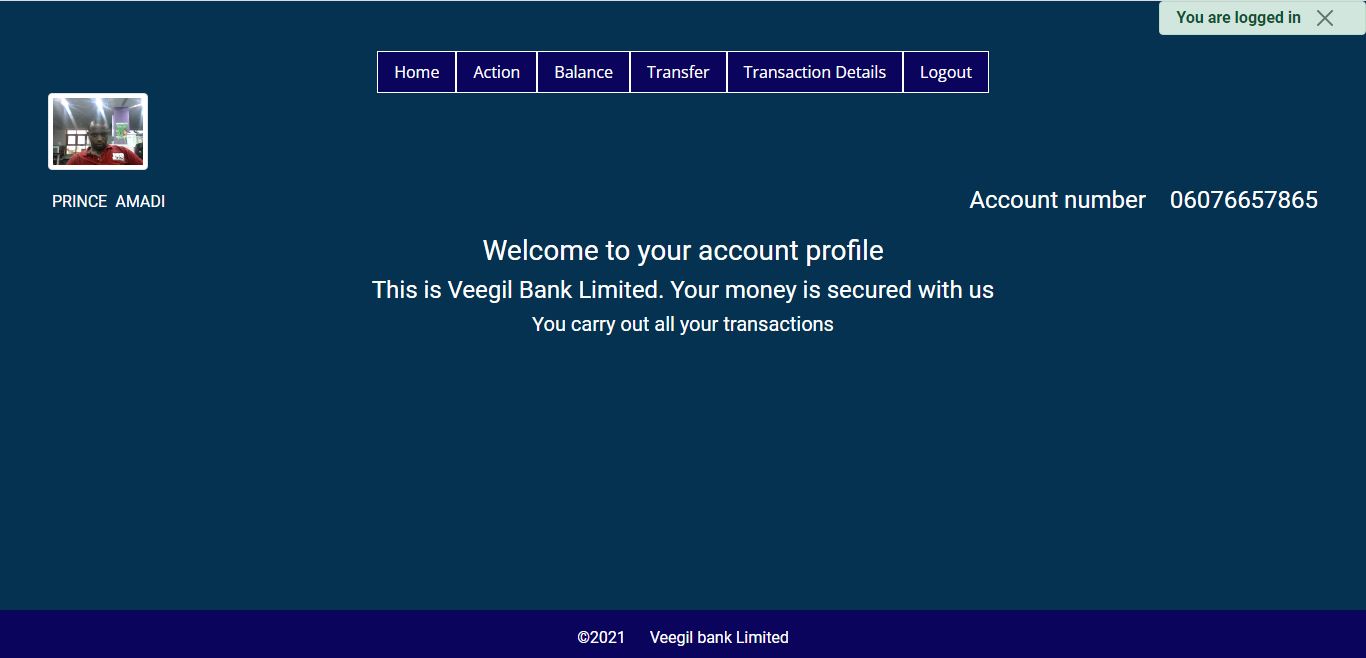 You are logged in
Home Action Balance Transfer Transaction Details Logout
PRINCE AMADI
Account number 06076657865
Welcome to your account profile
This is Veegil Bank Limited. Your money is secured with us
You carry out all your transactions
©2021 Veegil bank Limited